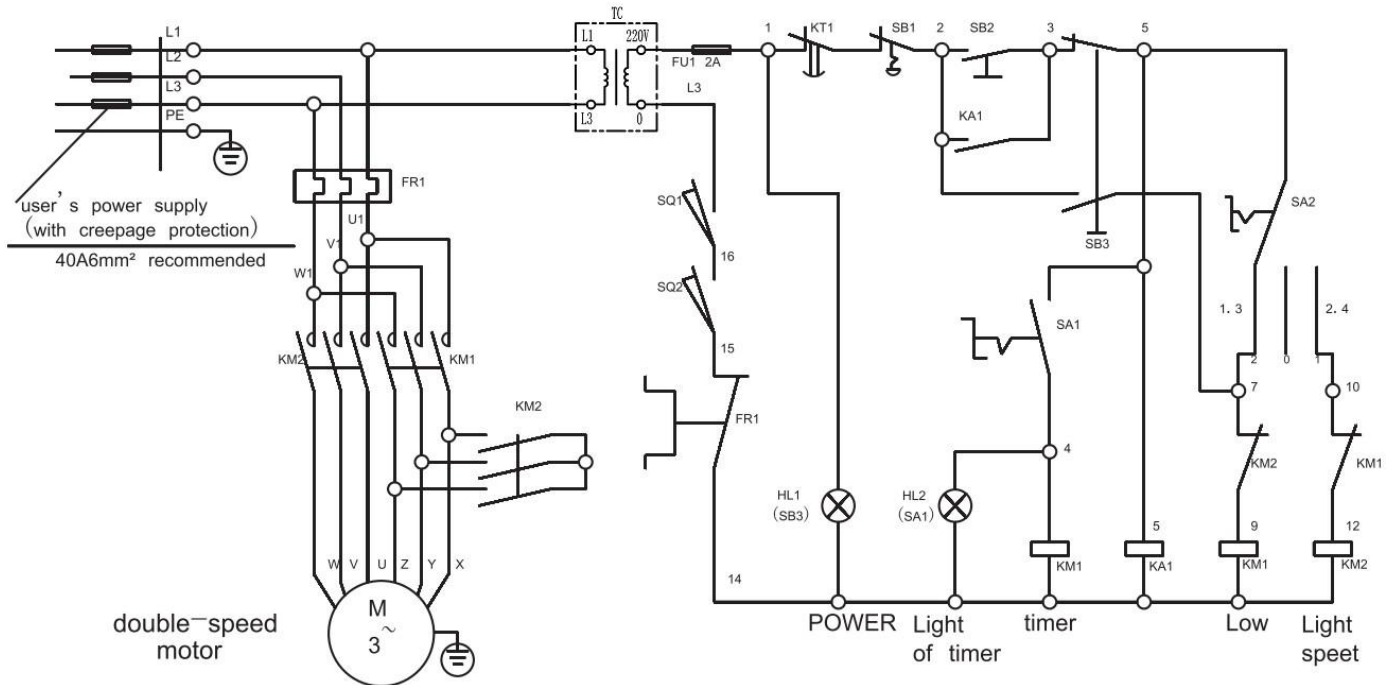 L1
L2
L3
PE
user's power supply
(with creepage protection)
40A6mm² recommended
FR1
U1
V1
W1
KM2
KM1
KM2
W V U Z Y X
M
3~
double-speed
motor
TC
L1 220V
L3 0
FU1 2A
L3
SQ1
16
SQ2
15
FR1
14
1
KT1
SB1
2
SB2
3
5
KA1
SB3
SA2
SA1
1. 3
2. 4
2 0 1
7
10
4
KM2
KM1
HL1
(SB3)
HL2
(SA1)
5
9
12
KM1
KA1
KM1
KM2
POWER
Light
of timer
timer
Low
Light
speet